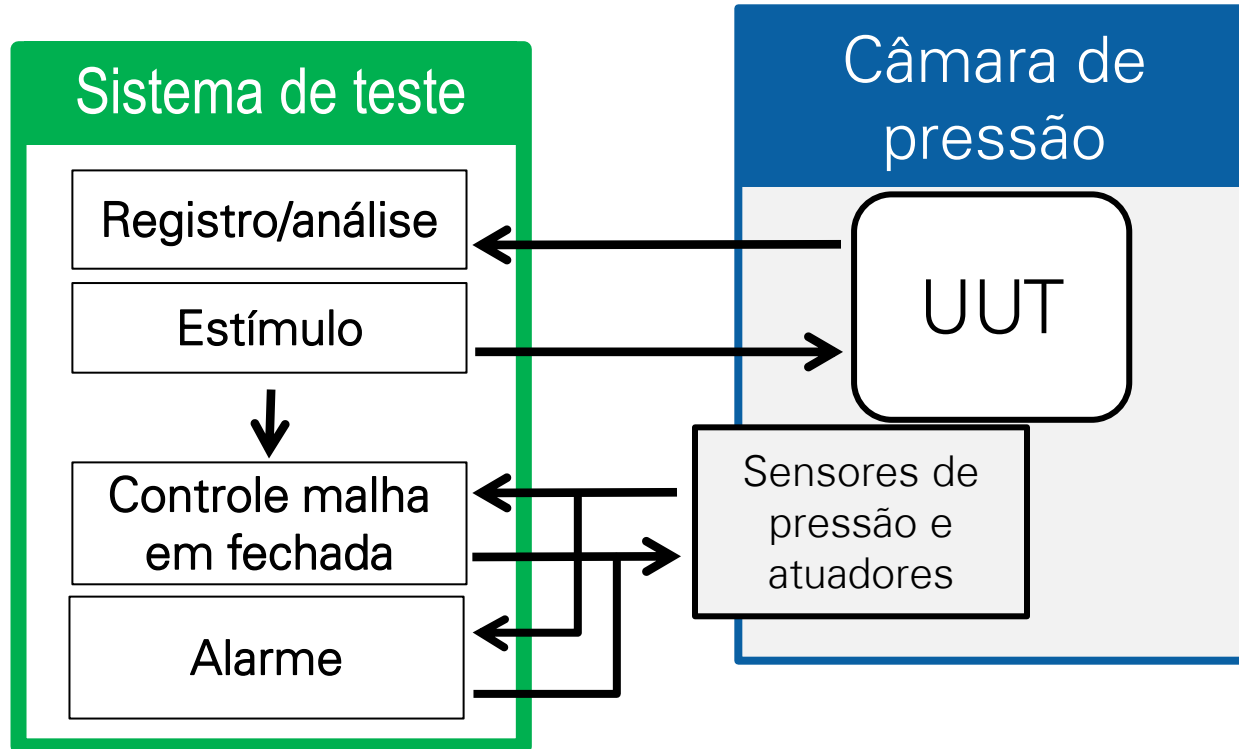 Sistema de teste
Registro/análise
Estímulo
Controle malha
em fechada
Alarme
Câmara de
pressão
UUT
Sensores de
pressão e
atuadores